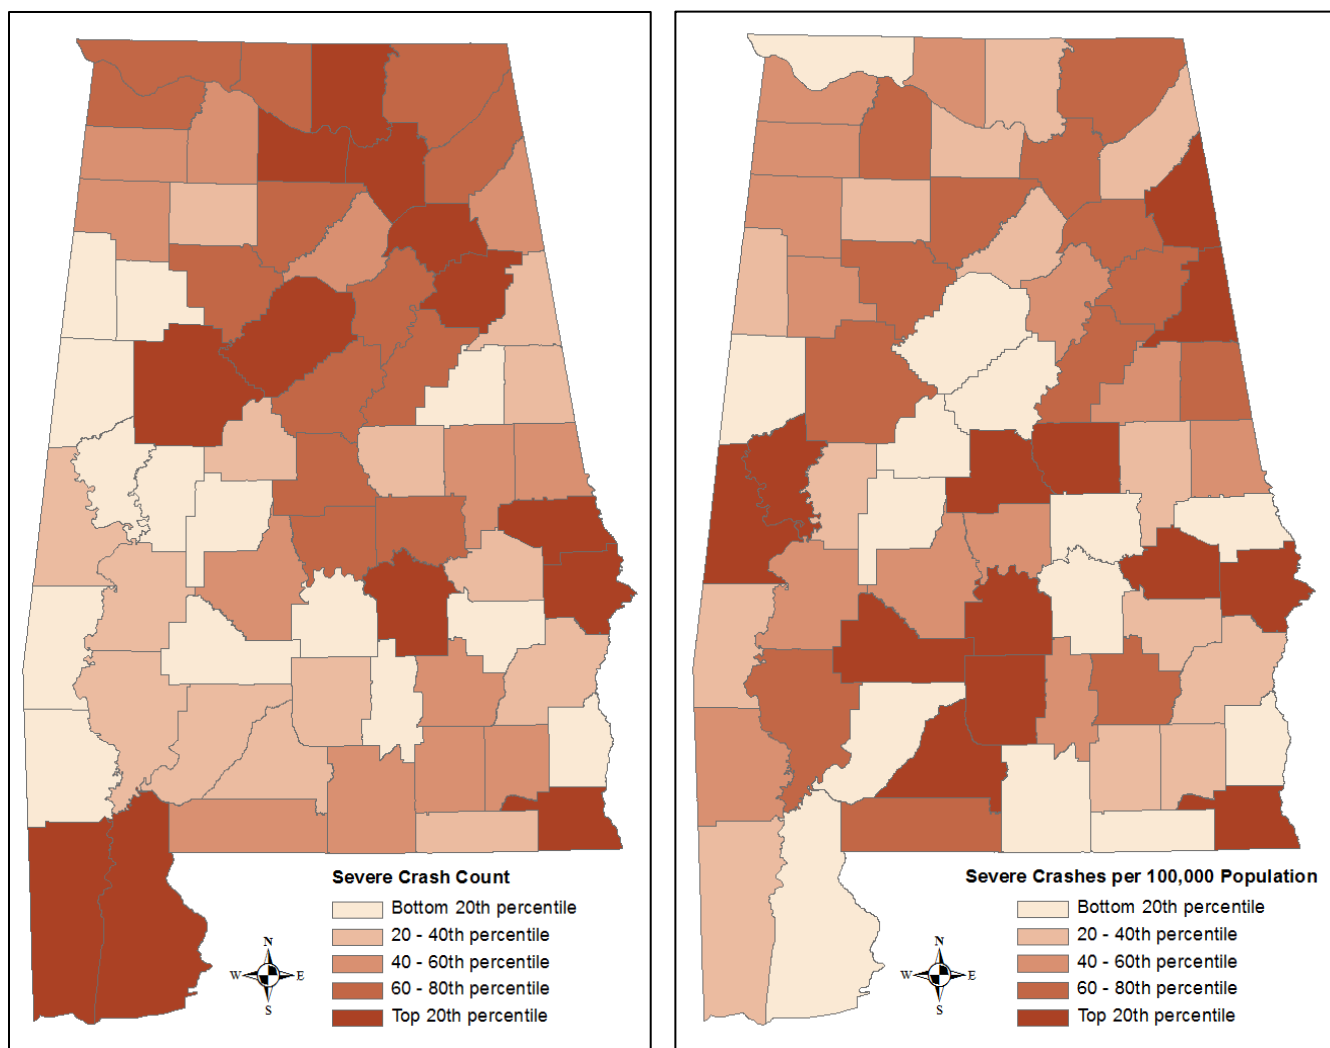 Severe Crash Count
Bottom 20th percentile
20 - 40th percentile
40 - 60th percentile
60 - 80th percentile
Top 20th percentile
N
W E
S
Severe Crashes per 100,000 Population
Bottom 20th percentile
20 - 40th percentile
40 - 60th percentile
60 - 80th percentile
Top 20th percentile
N
W E
S